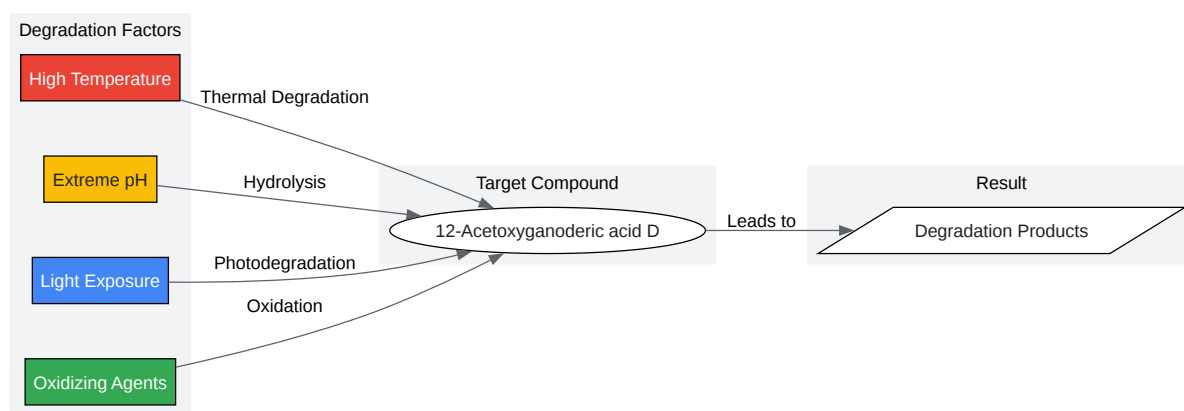 Degradation Factors
High Temperature
Thermal Degradation
Extreme pH
Hydrolysis
Light Exposure
Photodegradation
Oxidizing Agents
Oxidation
Target Compound
12-Acetoxyganoderic acid D
Leads to
Result
Degradation Products